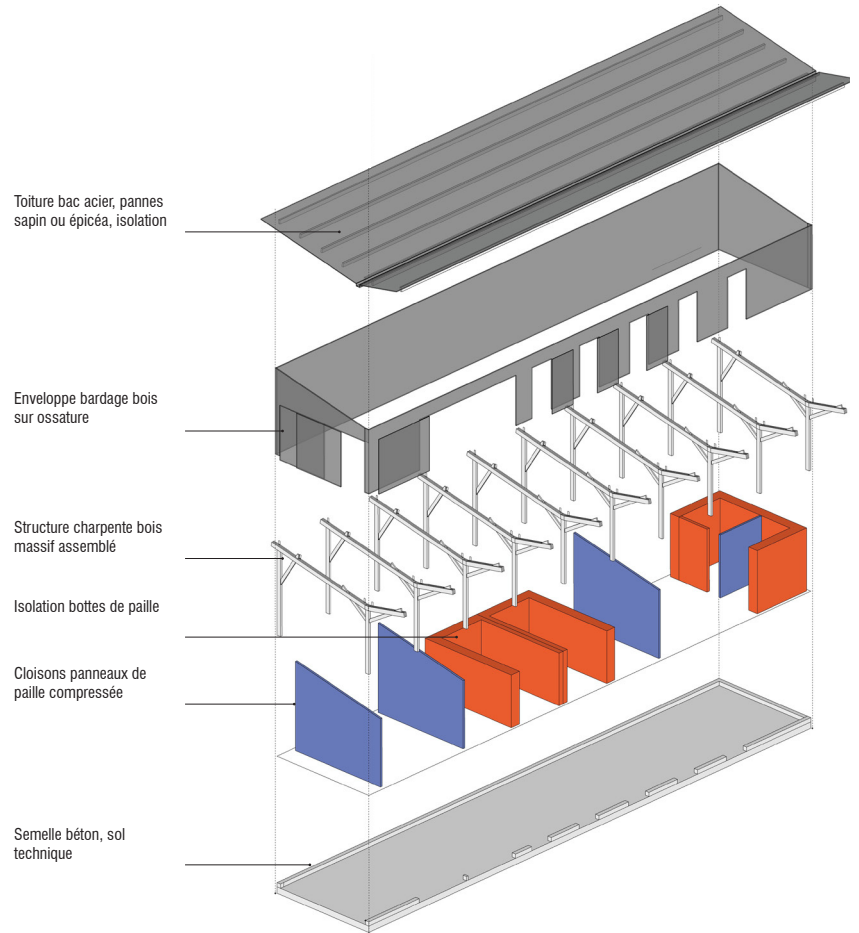 Toiture bac acier, pannes
sapin ou épicéa, isolation
Enveloppe bardage bois
sur ossature
Structure charpente bois
massif assemblé
Isolation bottes de paille
Cloisons panneaux de
paille compressée
Semelle béton, sol
technique